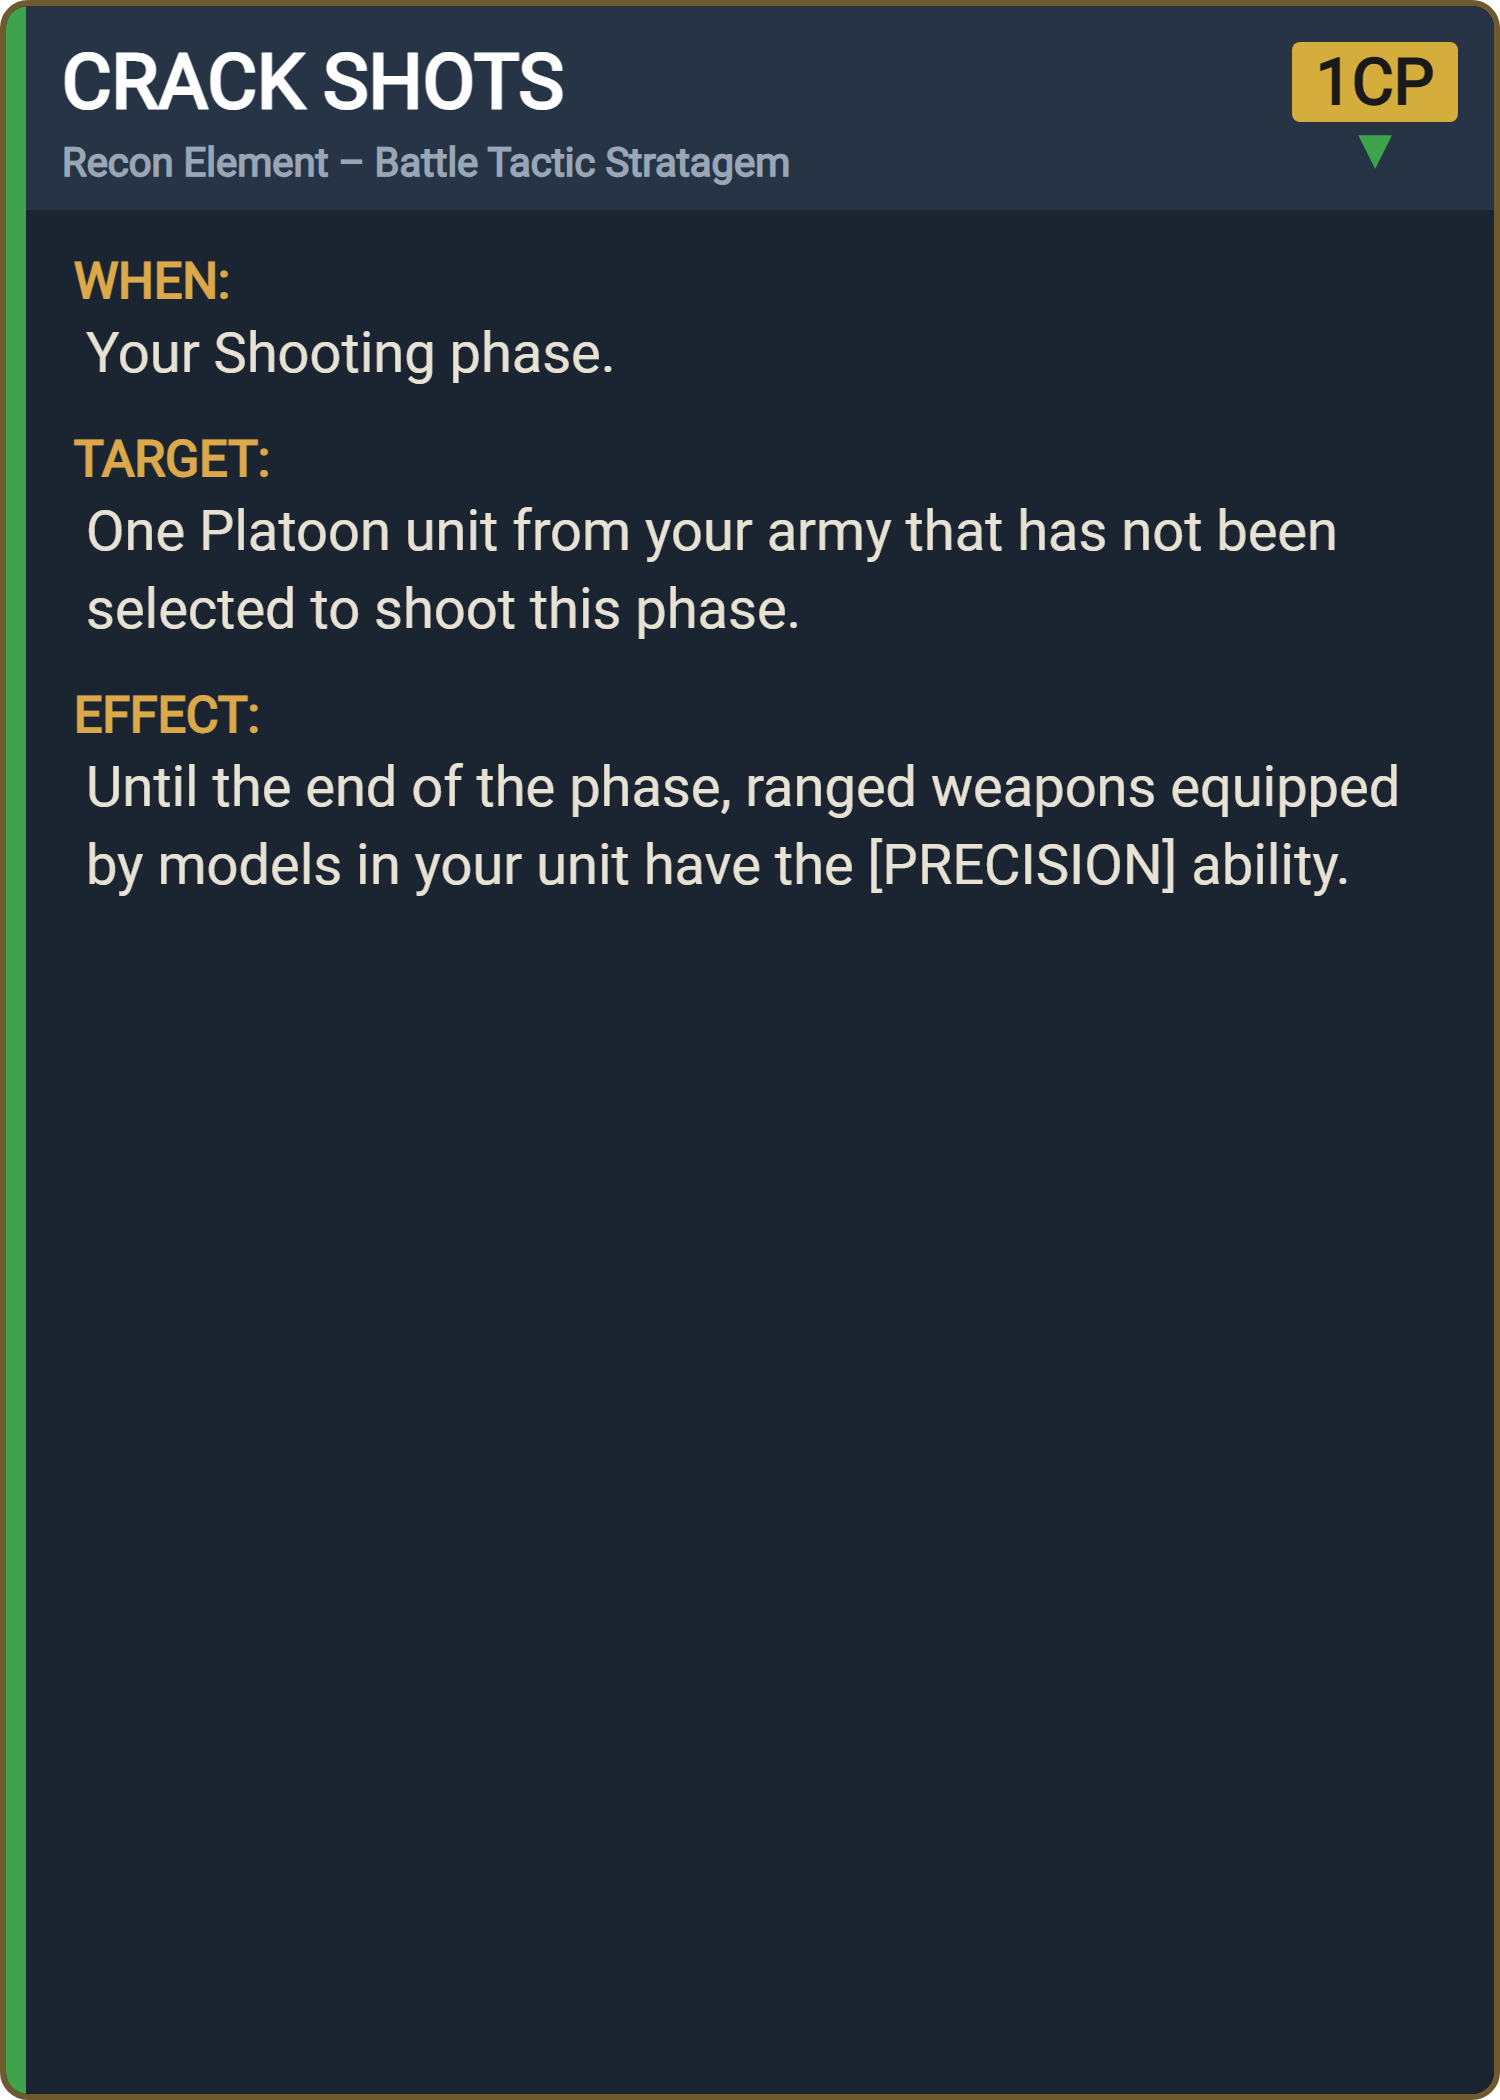 CRACK SHOTS
1CP
Recon Element – Battle Tactic Stratagem
WHEN:
Your Shooting phase.
TARGET:
One Platoon unit from your army that has not been
selected to shoot this phase.
EFFECT:
Until the end of the phase, ranged weapons equipped
by models in your unit have the [PRECISION] ability.